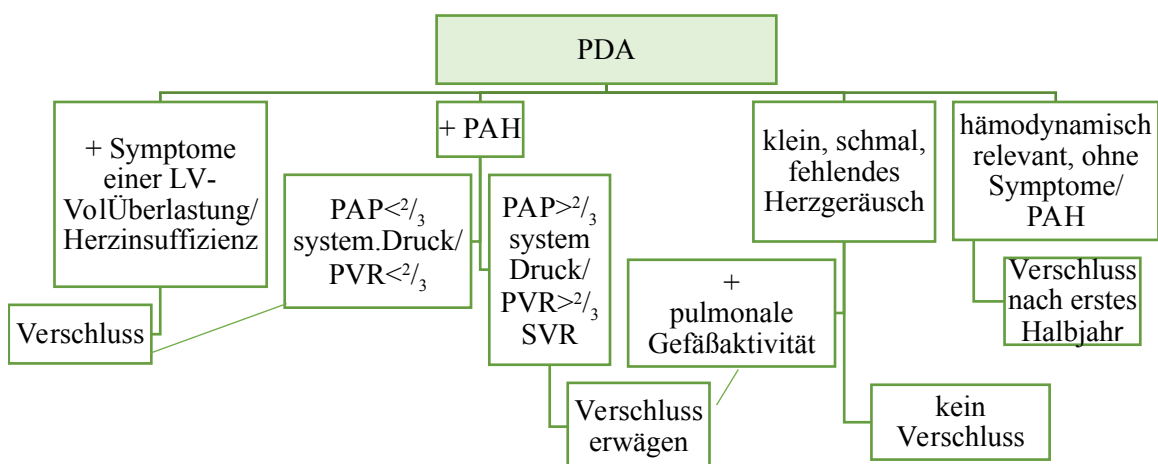 PDA
+ Symptome
einer LV-
VolÜberlastung/
Herzinsuffizienz
Verschluss
+ PAH
PAP<²/₃
system.Druck/
PVR<²/₃
PAP>²/₃
system
Druck/
PVR>²/₃
SVR
Verschluss
erwägen
klein, schmal,
fehlendes
Herzgeräusch
+
pulmonale
Gefäßaktivität
kein
Verschluss
hämodynamisch
relevant, ohne
Symptome/
PAH
Verschluss
nach erstes
Halbjahr